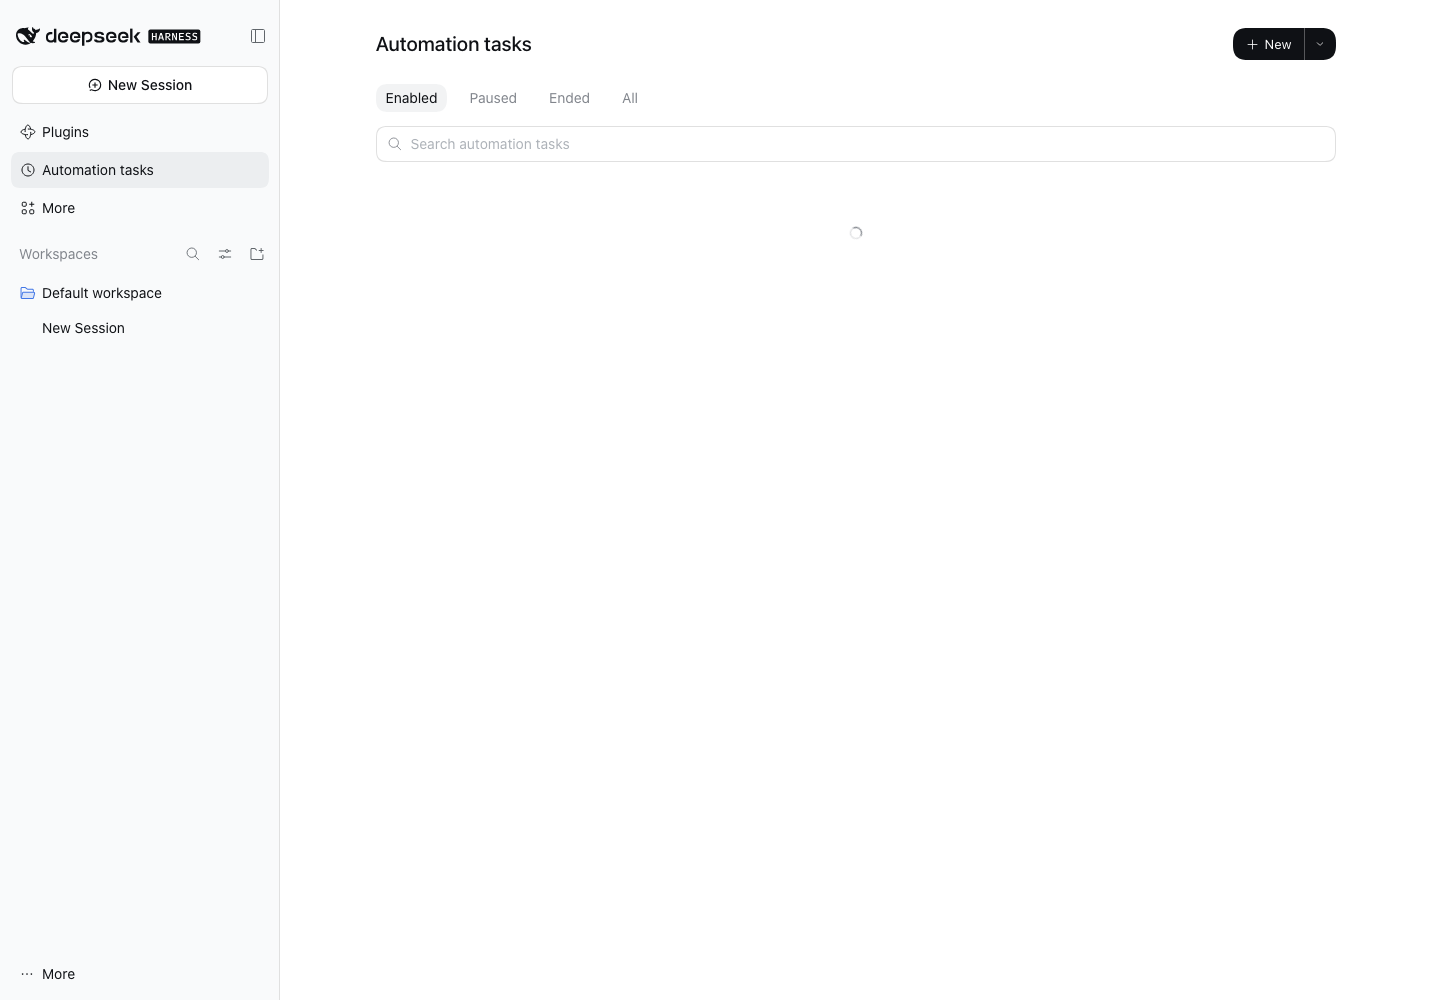 deepseek HARNESS
New Session
Plugins
Automation tasks
More
Workspaces
Default workspace
New Session
More
Automation tasks
New
Enabled Paused Ended All
Search automation tasks